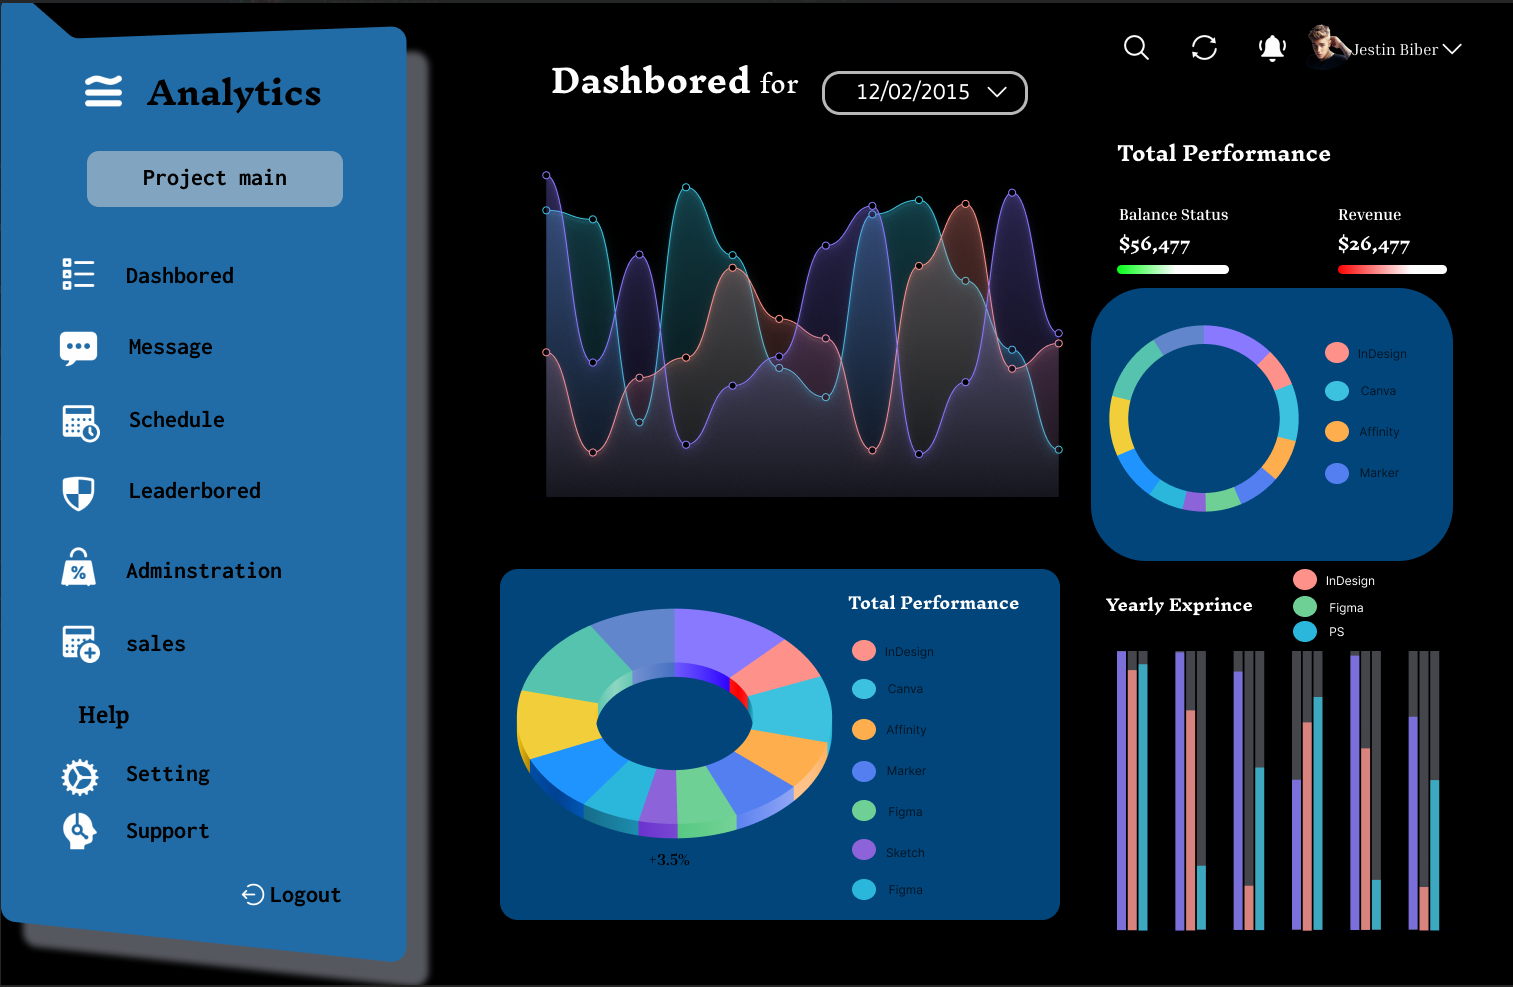 Analytics
Project main
Dashbored
Message
Schedule
Leaderbored
Adminstration
sales
Help
Setting
Support
Logout
Dashbored for
12/02/2015
Jestin Biber
Total Performance
Balance Status
$56,477
Revenue
$26,477
InDesign
Canva
Affinity
Marker
Total Performance
InDesign
Canva
Affinity
Marker
Figma
Sketch
Figma
+3.5%
Yearly Exprince
InDesign
Figma
PS